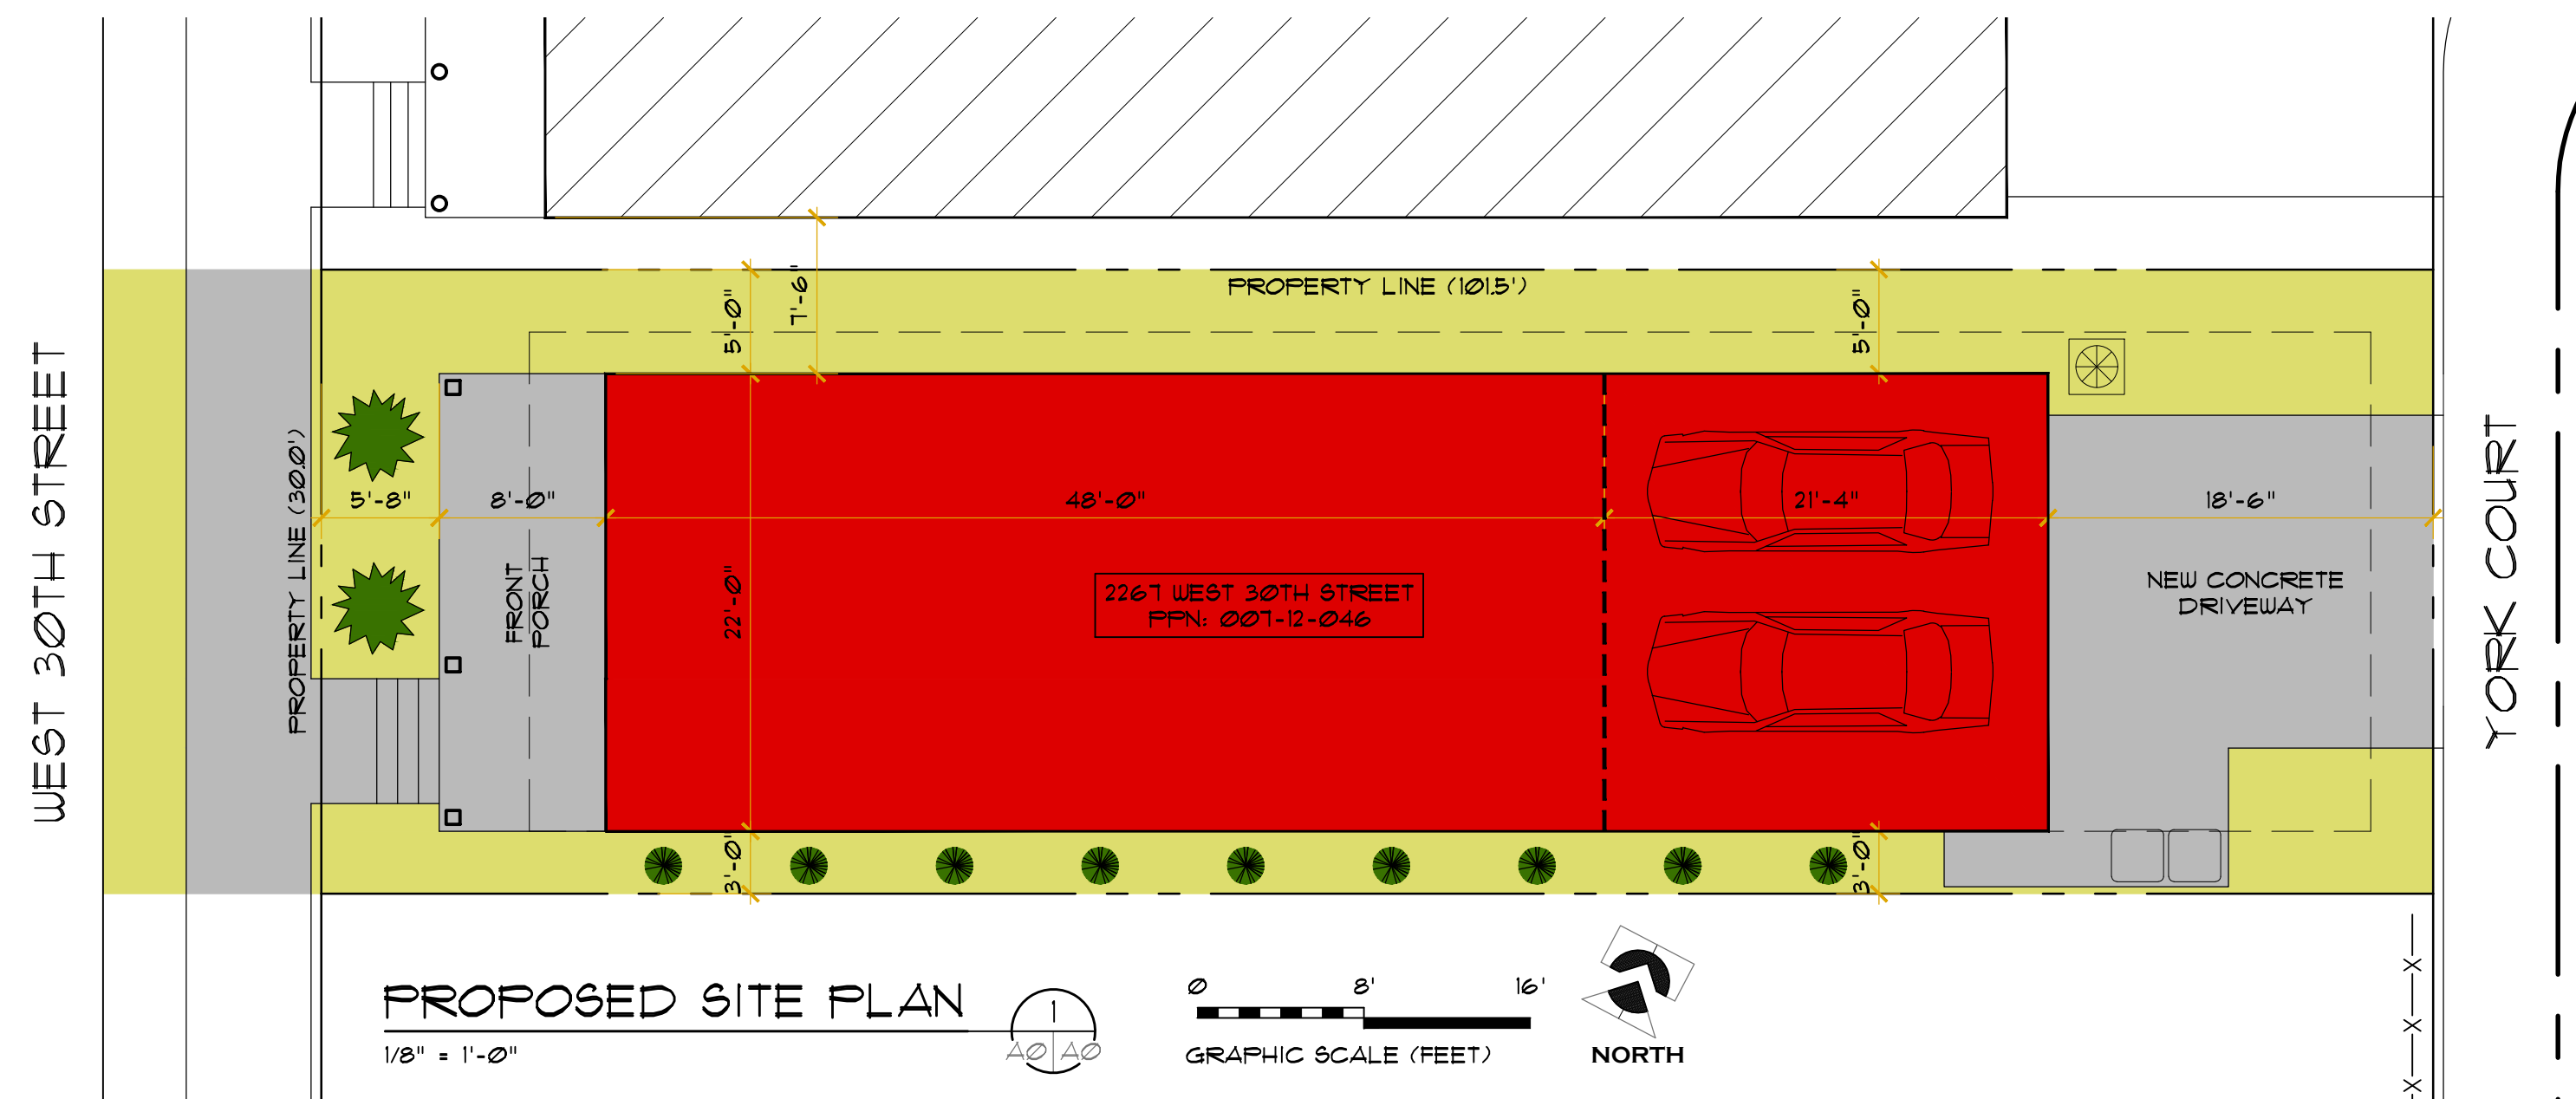 WEST 30TH STREET
PROPERTY LINE (101.5')
5'-0"
7'-6"
5'-0"
PROPERTY LINE (30.0')
5'-8"
8'-0"
48'-0"
21'-4"
18'-6"
FRONT
PORCH
22'-0"
2267 WEST 30TH STREET
PPN: 007-12-046
NEW CONCRETE
DRIVEWAY
YORK COURT
3'-0"
3'-0"
PROPOSED SITE PLAN
1/8" = 1'-0"
1
A0 A0
0 8' 16'
GRAPHIC SCALE (FEET)
NORTH
X
X
X